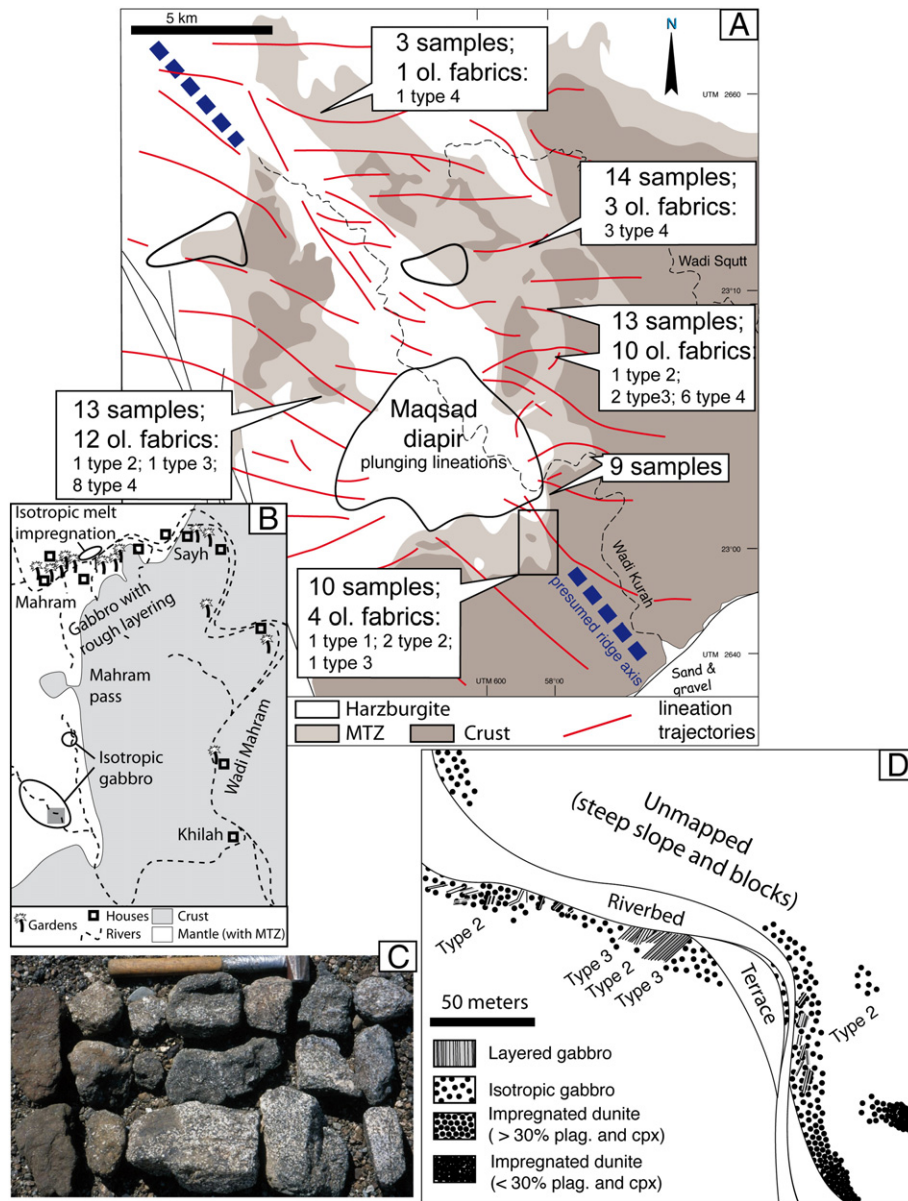 5 km
A
N
3 samples;
1 ol. fabrics:
1 type 4
UTM 2660
14 samples;
3 ol. fabrics:
3 type 4
Wadi Squtt
23°10
13 samples;
10 ol. fabrics:
1 type 2;
2 type3; 6 type 4
Maqsad
diapir
plunging lineations
13 samples;
12 ol. fabrics:
1 type 2; 1 type 3;
8 type 4
9 samples
23°00
Wadi Kurah
presumed ridge axis
10 samples;
4 ol. fabrics:
1 type 1; 2 type 2;
1 type 3
UTM 2640
Sand &
gravel
UTM 600
58°00
Harzburgite
MTZ
Crust
lineation
trajectories
B
Isotropic melt
impregnation
Sayh
Mahram
Gabbro with
rough layering
Mahram
pass
Isotropic
gabbro
Wadi Mahram
Khilah
Gardens
Houses
Rivers
Crust
Mantle (with MTZ)
C
D
Unmapped
(steep slope and blocks)
Riverbed
Type 2
Type 3
Type 2
Type 3
Terrace
Type 2
50 meters
Layered gabbro
Isotropic gabbro
Impregnated dunite
(> 30% plag. and cpx)
Impregnated dunite
(< 30% plag. and cpx)